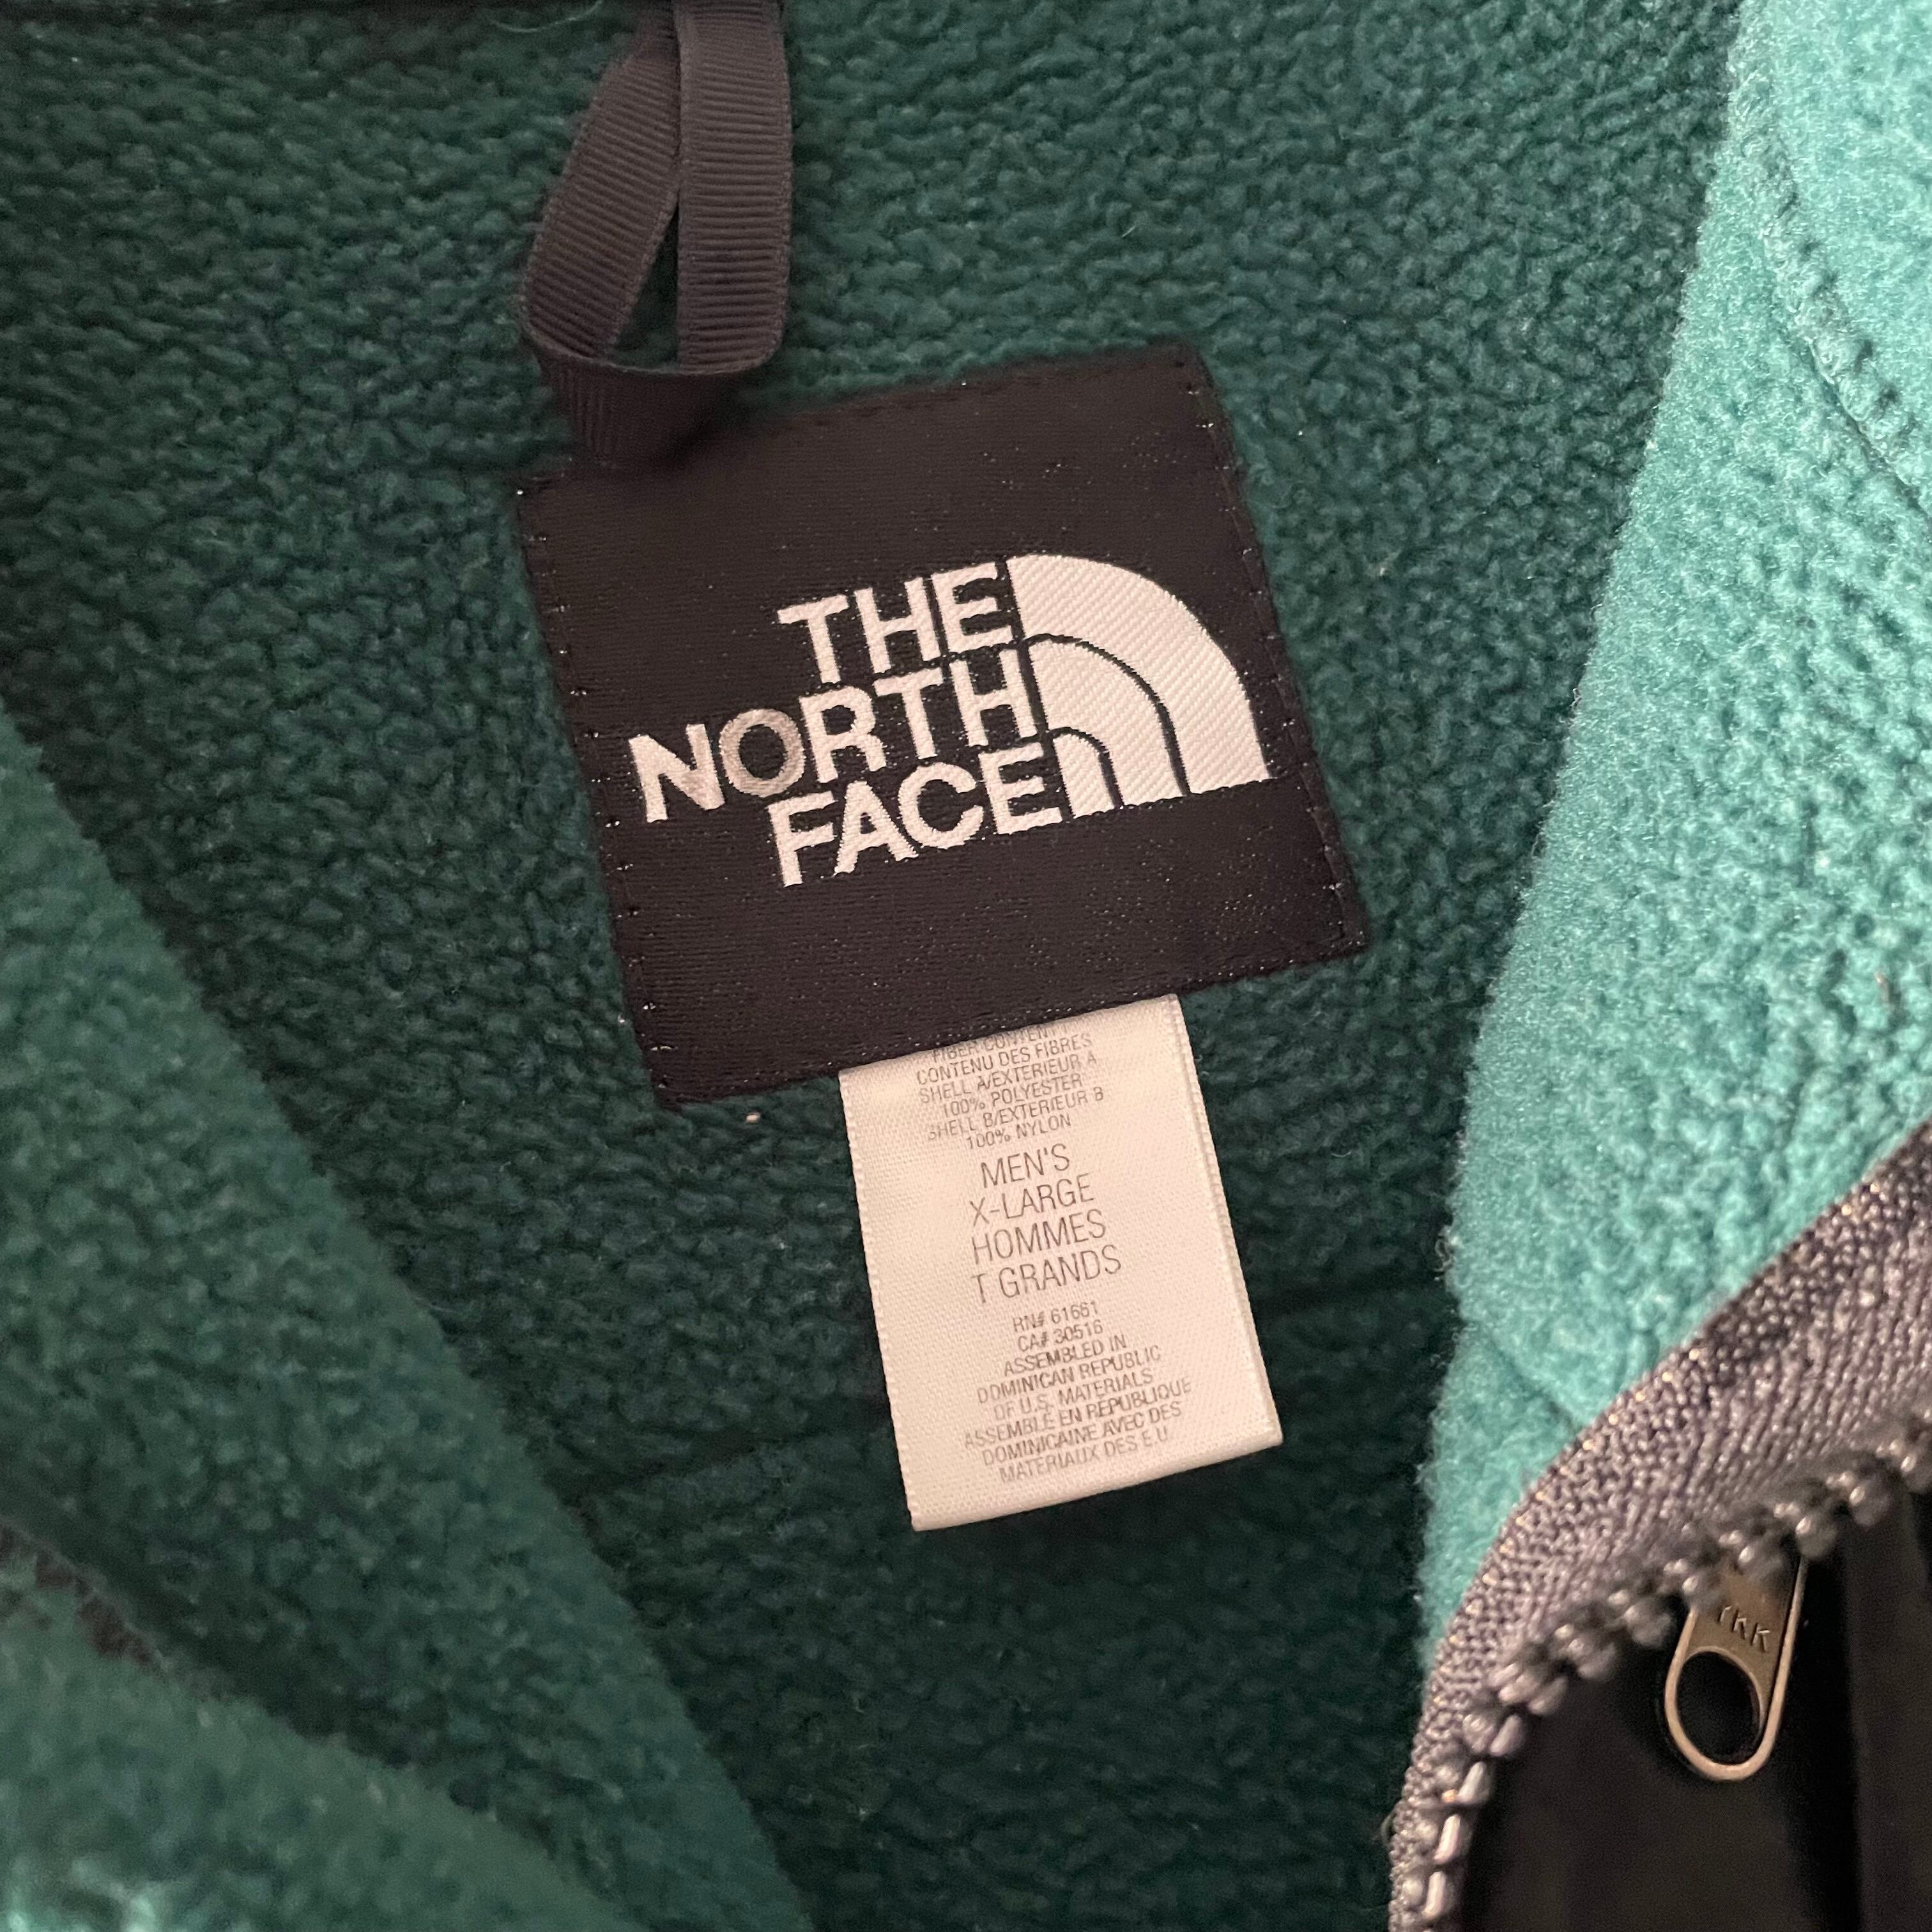 THE
NORTH
FACE
FIBER CONTENT
CONTENU DES FIBRES
SHELL A/EXTERIEUR A
100% POLYESTER
SHELL B/EXTERIEUR B
100% NYLON
MEN'S
X-LARGE
HOMMES
T GRANDS
RN# 61661
CA# 30516
ASSEMBLED IN
DOMINICAN REPUBLIC
OF U.S. MATERIALS
ASSEMBLÉ EN REPUBLIQUE
DOMINICAINE AVEC DES
MATERIAUX DES E.U.
YKK